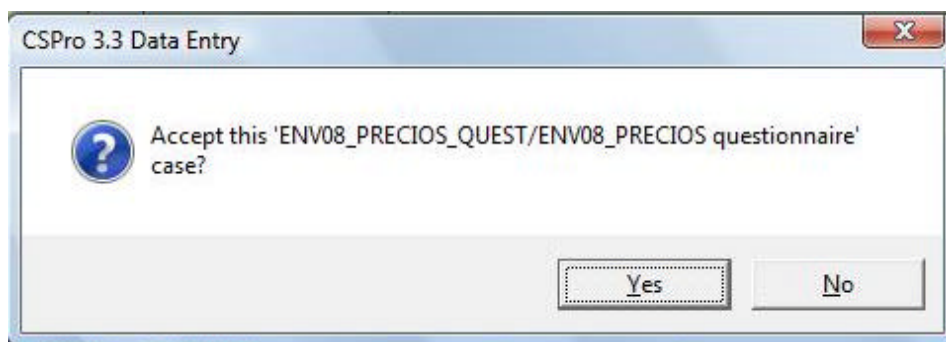 CSPro 3.3 Data Entry
Accept this 'ENV08_PRECIOS_QUEST/ENV08_PRECIOS questionnaire'
case?
Yes
No